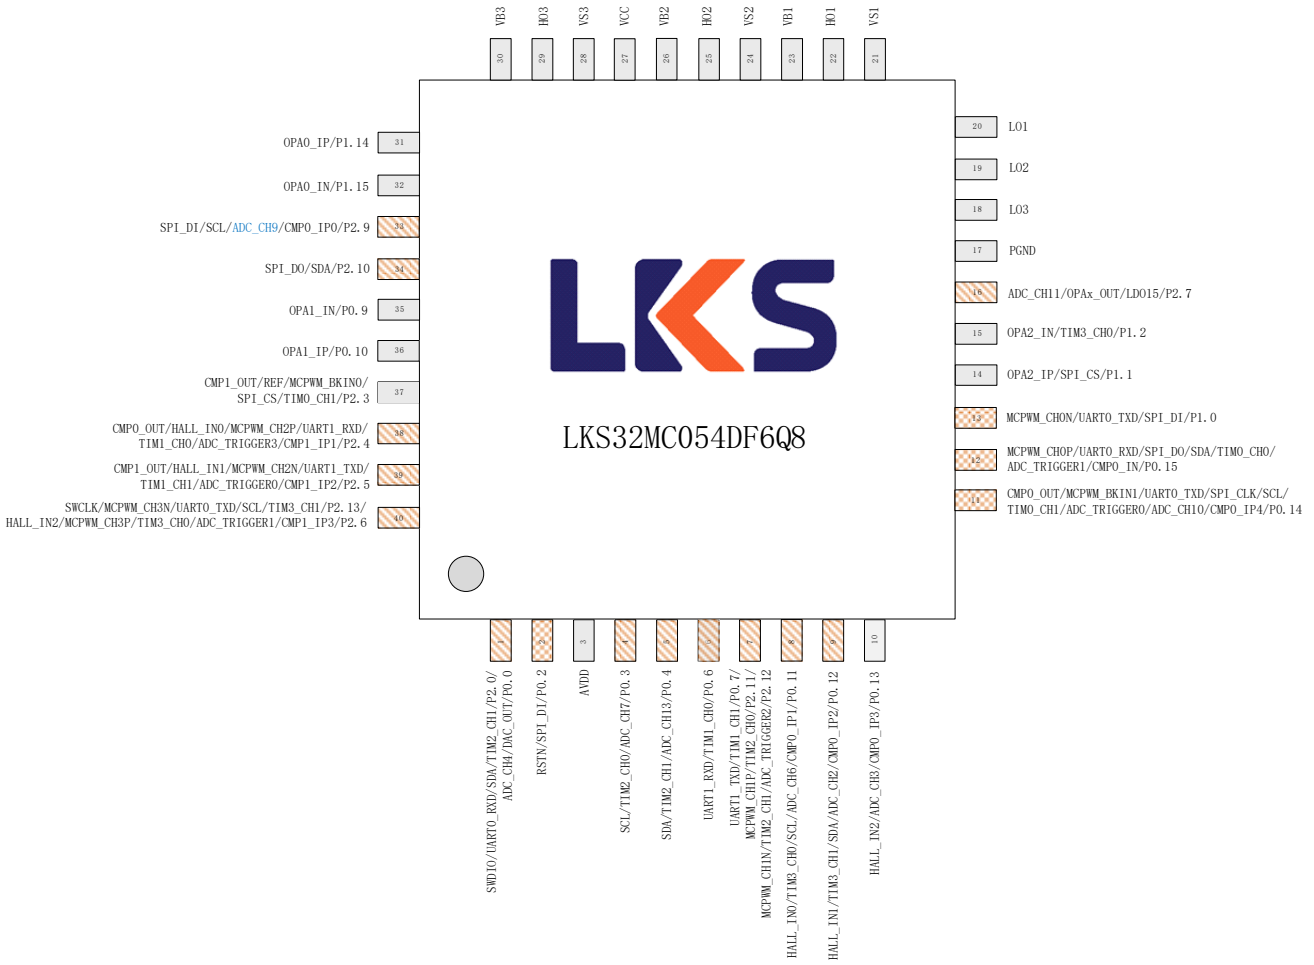 VB3
HO3
VS3
VCC
VB2
HO2
VS2
VB1
HO1
VS1
30
29
28
27
26
25
24
23
22
21
OPA0_IP/P1.14
31
OPA0_IN/P1.15
32
SPI_DI/SCL/ADC_CH9/CMP0_IP0/P2.9
33
SPI_DO/SDA/P2.10
34
OPA1_IN/P0.9
35
OPA1_IP/P0.10
36
CMP1_OUT/REF/MCPWM_BKIN0/
SPI_CS/TIM0_CH1/P2.3
37
CMP0_OUT/HALL_IN0/MCPWM_CH2P/UART1_RXD/
TIM1_CH0/ADC_TRIGGER3/CMP1_IP1/P2.4
38
CMP1_OUT/HALL_IN1/MCPWM_CH2N/UART1_TXD/
TIM1_CH1/ADC_TRIGGER0/CMP1_IP2/P2.5
39
SWCLK/MCPWM_CH3N/UART0_TXD/SCL/TIM3_CH1/P2.13/
HALL_IN2/MCPWM_CH3P/TIM3_CH0/ADC_TRIGGER1/CMP1_IP3/P2.6
40
LKS
LKS32MC054DF6Q8
20
LO1
19
LO2
18
LO3
17
PGND
16
ADC_CH11/OPAx_OUT/LDO15/P2.7
15
OPA2_IN/TIM3_CH0/P1.2
14
OPA2_IP/SPI_CS/P1.1
13
MCPWM_CH0N/UART0_TXD/SPI_DI/P1.0
12
MCPWM_CH0P/UART0_RXD/SPI_DO/SDA/TIM0_CH0/
ADC_TRIGGER1/CMP0_IN/P0.15
11
CMP0_OUT/MCPWM_BKIN1/UART0_TXD/SPI_CLK/SCL/
TIM0_CH1/ADC_TRIGGER0/ADC_CH10/CMP0_IP4/P0.14
1
2
3
4
5
6
7
8
9
10
SWDIO/UART0_RXD/SDA/TIM2_CH1/P2.0/
ADC_CH4/DAC_OUT/P0.0
RSTN/SPI_DI/P0.2
AVDD
SCL/TIM2_CH0/ADC_CH7/P0.3
SDA/TIM2_CH1/ADC_CH13/P0.4
UART1_RXD/TIM1_CH0/P0.6
UART1_TXD/TIM1_CH1/P0.7/
MCPWM_CH1P/TIM2_CH0/P2.11/
MCPWM_CH1N/TIM2_CH1/ADC_TRIGGER2/P2.12
HALL_IN0/TIM3_CH0/SCL/ADC_CH6/CMP0_IP1/P0.11
HALL_IN1/TIM3_CH1/SDA/ADC_CH2/CMP0_IP2/P0.12
HALL_IN2/ADC_CH3/CMP0_IP3/P0.13